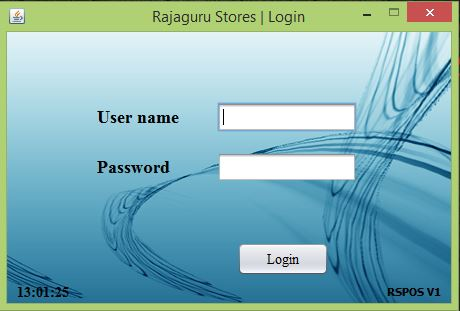 Rajaguru Stores | Login
User name
Password
Login
13:01:25
RSPOS V1